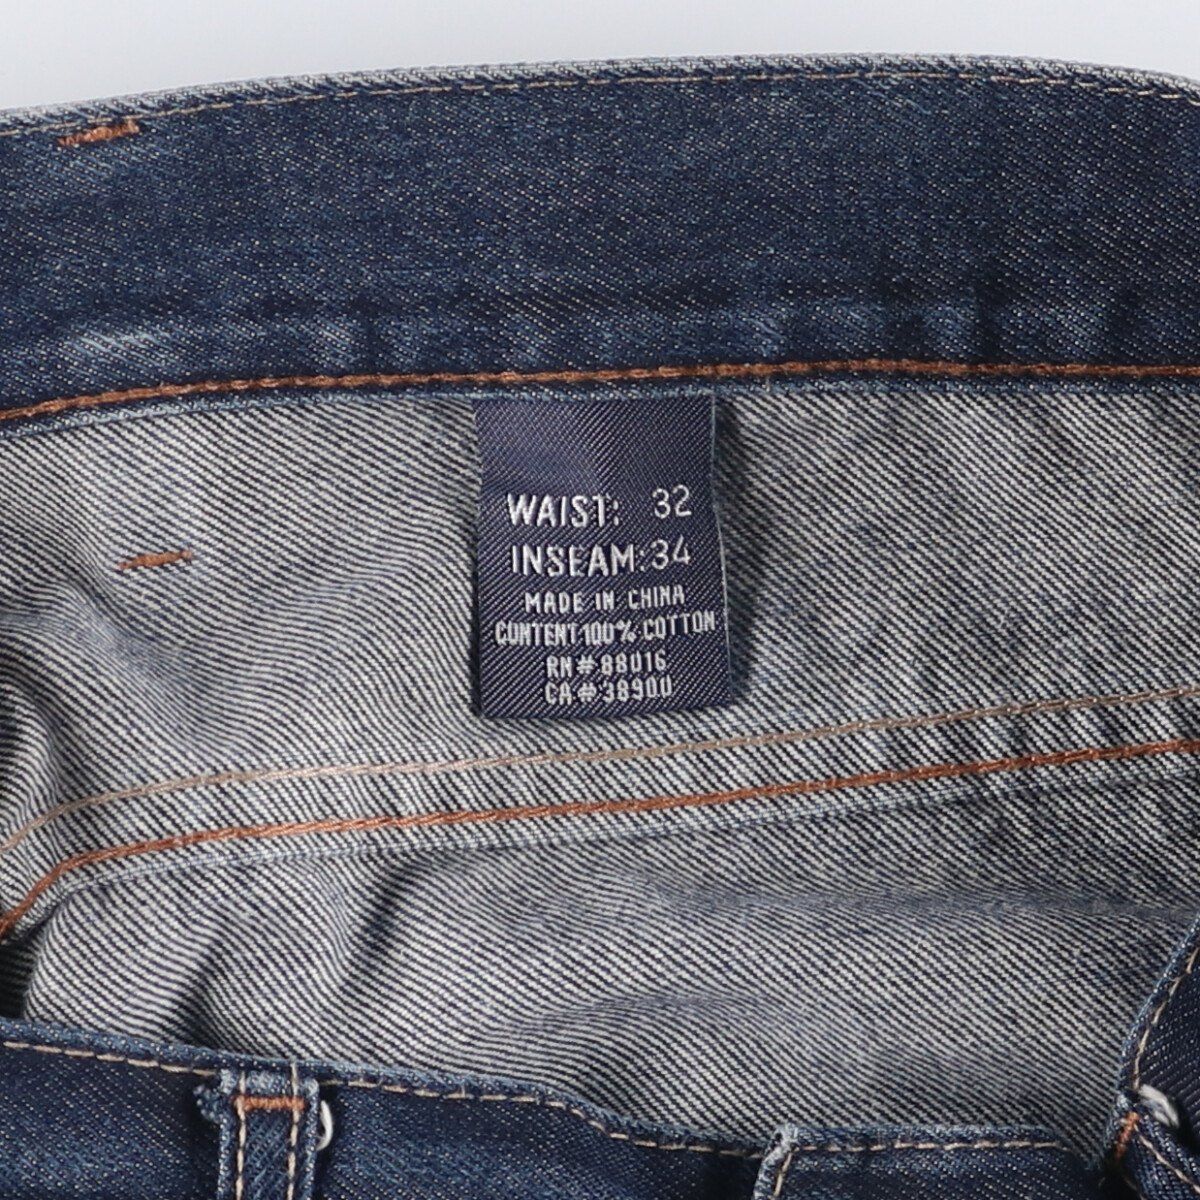 WAIST: 32
INSEAM:34
MADE IN CHINA
CONTENT:100% COTTON
RN#88016
CA#38900